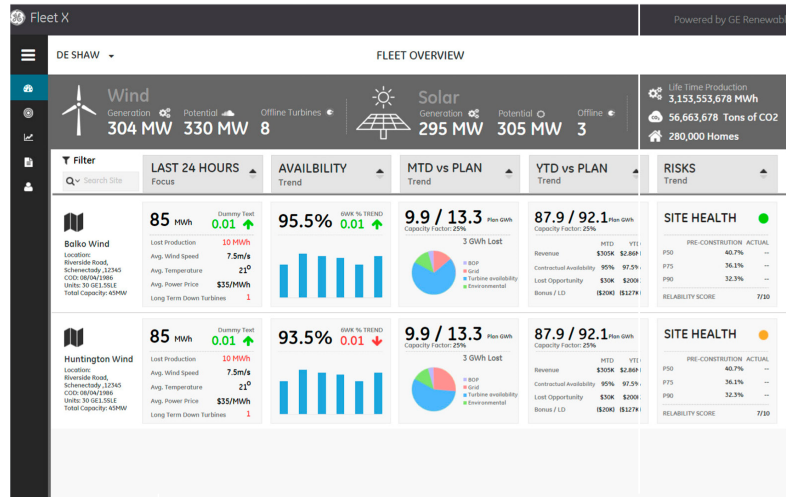 Fleet X
Powered by GE Renewabl
DE SHAW
FLEET OVERVIEW
Wind
Generation
304 MW
Potential
330 MW
Offline Turbines
8
Solar
Generation
295 MW
Potential
305 MW
Offline
3
Life Time Production
3,153,553,678 MWh
56,663,678 Tons of CO2
280,000 Homes
Filter
Search Site
LAST 24 HOURS
Focus
AVAILBILITY
Trend
MTD vs PLAN
Trend
YTD vs PLAN
Trend
RISKS
Trend
Balko Wind
Location:
Riverside Road,
Schenectady ,12345
COD: 08/04/1986
Units: 30 GE1.5SLE
Total Capacity: 45MW
85 MWh
Dummy Text
0.01
Lost Production 10 MWh
Avg. Wind Speed 7.5m/s
Avg. Temperature 21⁰
Avg. Power Price $35/MWh
Long Term Down Turbines 1
95.5%
6WK % TREND
0.01
9.9 / 13.3 Plan GWh
Capacity Factor: 25%
3 GWh Lost
BOP
Grid
Turbine availability
Environmental
87.9 / 92.1 Plan GWh
Capacity Factor: 25%
MTD
Revenue $305K
Contractual Availability 95% 97.5%
Lost Opportunity $30K
Bonus / LD ($20K)
SITE HEALTH
PRE-CONSTRUTION ACTUAL
P50 40.7% --
P75 36.1% --
P90 32.3% --
RELABILITY SCORE 7/10
Huntington Wind
Location:
Riverside Road,
Schenectady ,12345
COD: 08/04/1986
Units: 30 GE1.5SLE
Total Capacity: 45MW
85 MWh
Dummy Text
0.01
Lost Production 10 MWh
Avg. Wind Speed 7.5m/s
Avg. Temperature 21⁰
Avg. Power Price $35/MWh
Long Term Down Turbines 1
93.5%
6WK % TREND
0.01
9.9 / 13.3 Plan GWh
Capacity Factor: 25%
3 GWh Lost
BOP
Grid
Turbine availability
Environmental
87.9 / 92.1 Plan GWh
Capacity Factor: 25%
MTD
Revenue $305K
Contractual Availability 95% 97.5%
Lost Opportunity $30K
Bonus / LD ($20K)
SITE HEALTH
PRE-CONSTRUTION ACTUAL
P50 40.7% --
P75 36.1% --
P90 32.3% --
RELABILITY SCORE 7/10